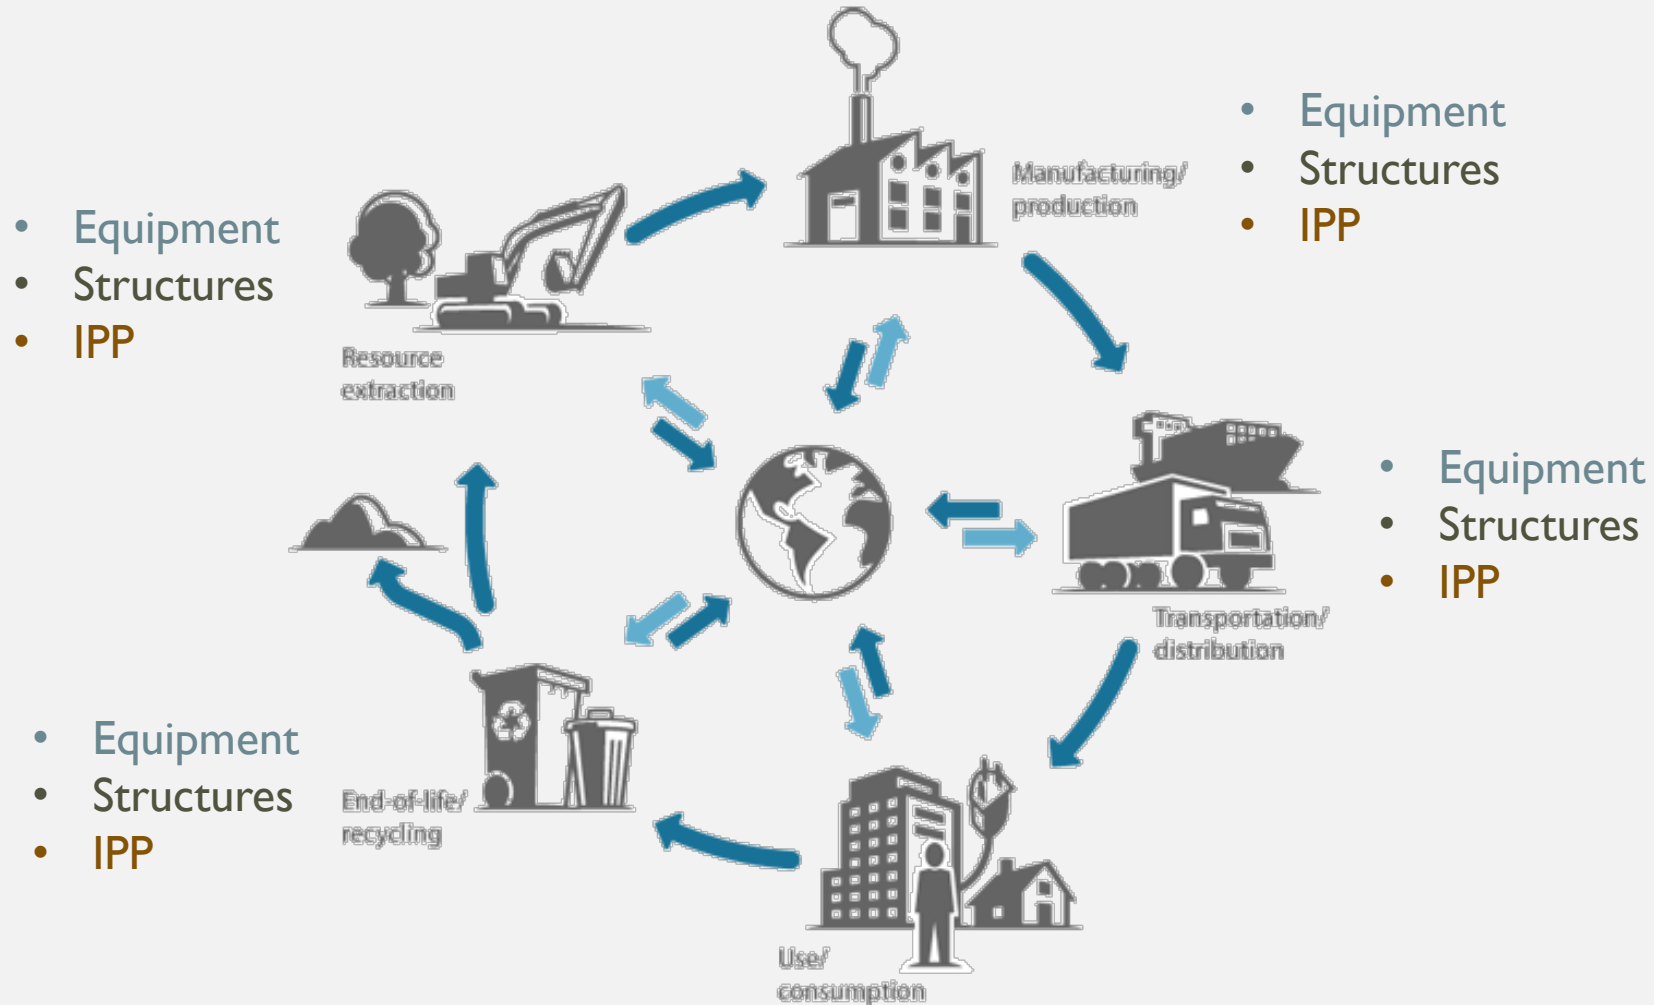 Manufacturing/
production
• Equipment
• Structures
• IPP
• Equipment
• Structures
• IPP
Resource
extraction
• Equipment
• Structures
• IPP
Transportation/
distribution
• Equipment
• Structures
• IPP
End-of-life/
recycling
Use/
consumption